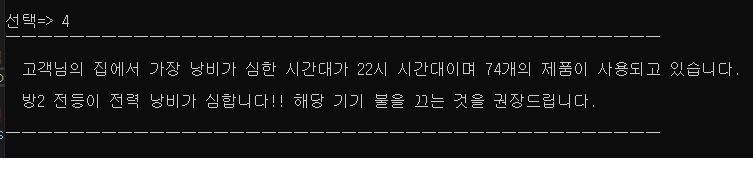 선택=> 4
고객님의 집에서 가장 낭비가 심한 시간대가 22시 시간대이며 74개의 제품이 사용되고 있습니다.
방2 전등이 전력 낭비가 심합니다!! 해당 기기 불을 끄는 것을 권장드립니다.